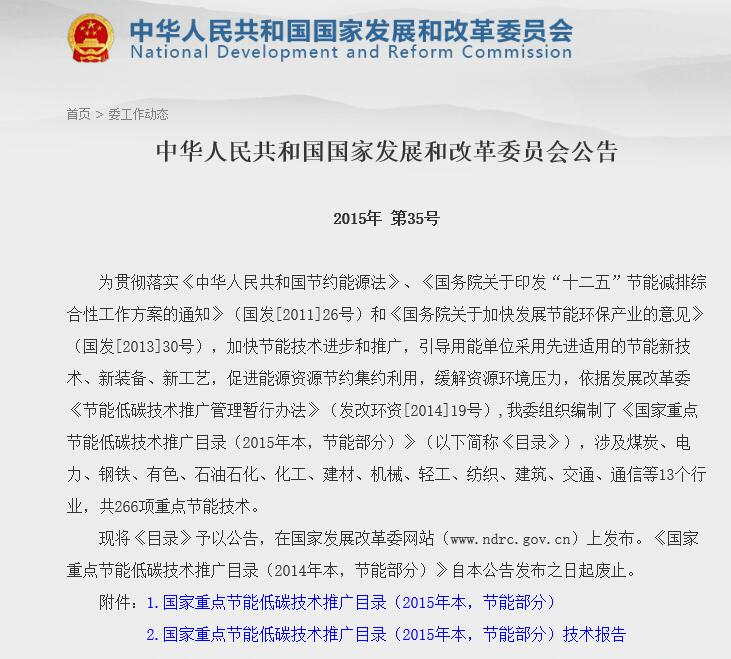 中华人民共和国国家发展和改革委员会
National Development and Reform Commission
首页 > 委工作动态
中华人民共和国国家发展和改革委员会公告
2015年 第35号
为贯彻落实《中华人民共和国节约能源法》、《国务院关于印发“十二五”节能减排综
合性工作方案的通知》（国发[2011]26号）和《国务院关于加快发展节能环保产业的意见》
（国发[2013]30号），加快节能技术进步和推广，引导用能单位采用先进适用的节能新技
术、新装备、新工艺，促进能源资源节约集约利用，缓解资源环境压力，依据发展改革委
《节能低碳技术推广管理暂行办法》（发改环资[2014]19号）,我委组织编制了《国家重点
节能低碳技术推广目录（2015年本，节能部分）》（以下简称《目录》），涉及煤炭、电
力、钢铁、有色、石油石化、化工、建材、机械、轻工、纺织、建筑、交通、通信等13个行
业，共266项重点节能技术。
现将《目录》予以公告，在国家发展改革委网站（www.ndrc.gov.cn）上发布。《国家
重点节能低碳技术推广目录（2014年本，节能部分）》自本公告发布之日起废止。
附件：1.国家重点节能低碳技术推广目录（2015年本，节能部分）
2.国家重点节能低碳技术推广目录（2015年本，节能部分）技术报告